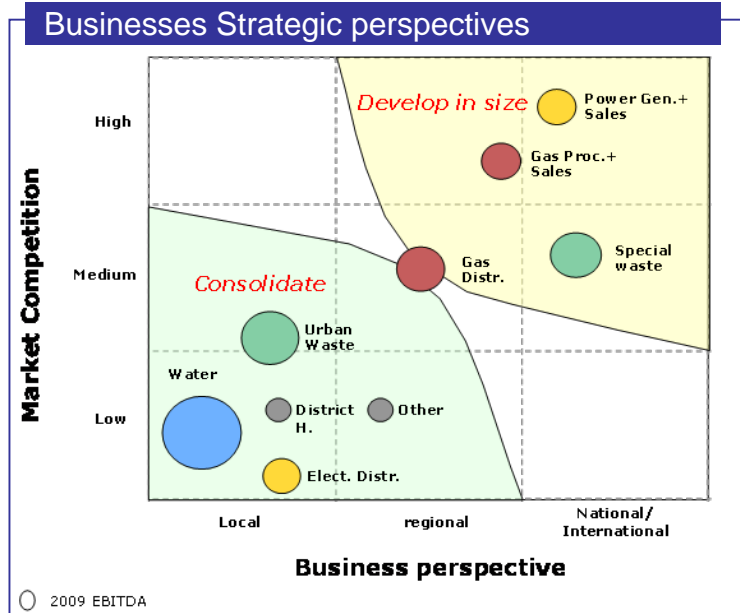 Businesses Strategic perspectives
Market Competition
High
Medium
Low
Develop in size
Power Gen.+
Sales
Gas Proc.+
Sales
Gas
Distr.
Special
waste
Consolidate
Urban
Waste
Water
District
H.
Other
Elect. Distr.
Local
regional
National/
International
Business perspective
2009 EBITDA